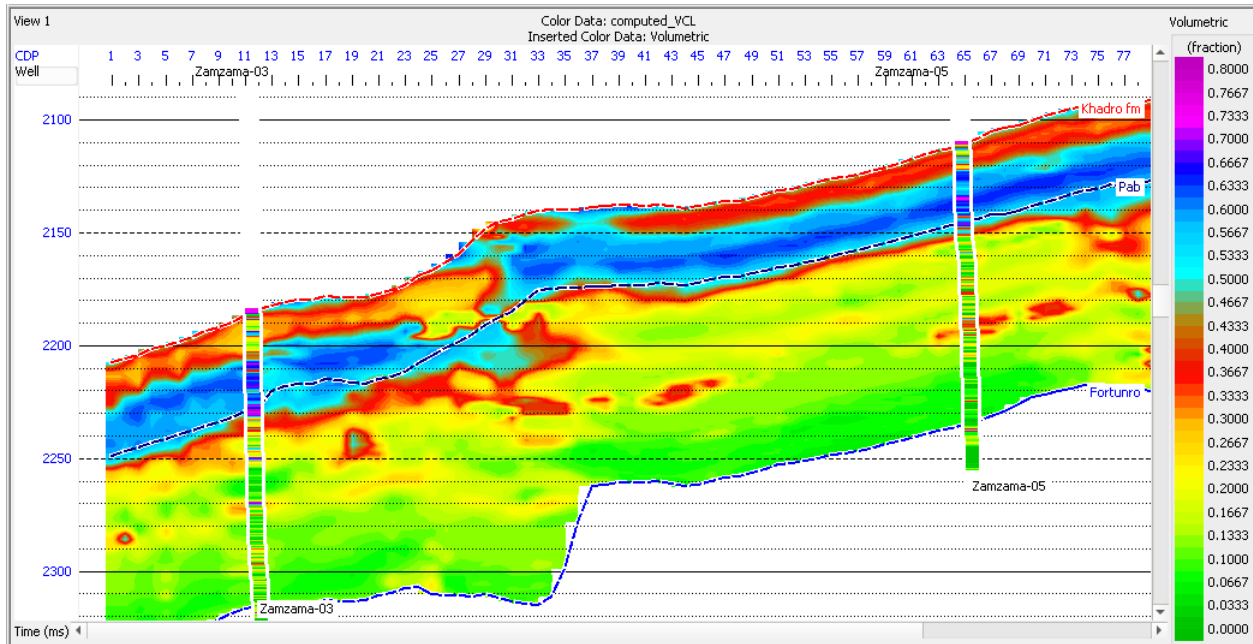 View 1
Color Data: computed_VCL
Inserted Color Data: Volumetric
Volumetric
(fraction)
CDP 1 3 5 7 9 11 13 15 17 19 21 23 25 27 29 31 33 35 37 39 41 43 45 47 49 51 53 55 57 59 61 63 65 67 69 71 73 75 77
Well Zamzama-03 Zamzama-05
Khadro fm
2100
Pab
2150
2200
Fortunro
2250
Zamzama-05
2300
Zamzama-03
Time (ms)
0.8000
0.7667
0.7333
0.7000
0.6667
0.6333
0.6000
0.5667
0.5333
0.5000
0.4667
0.4333
0.4000
0.3667
0.3333
0.3000
0.2667
0.2333
0.2000
0.1667
0.1333
0.1000
0.0667
0.0333
0.0000